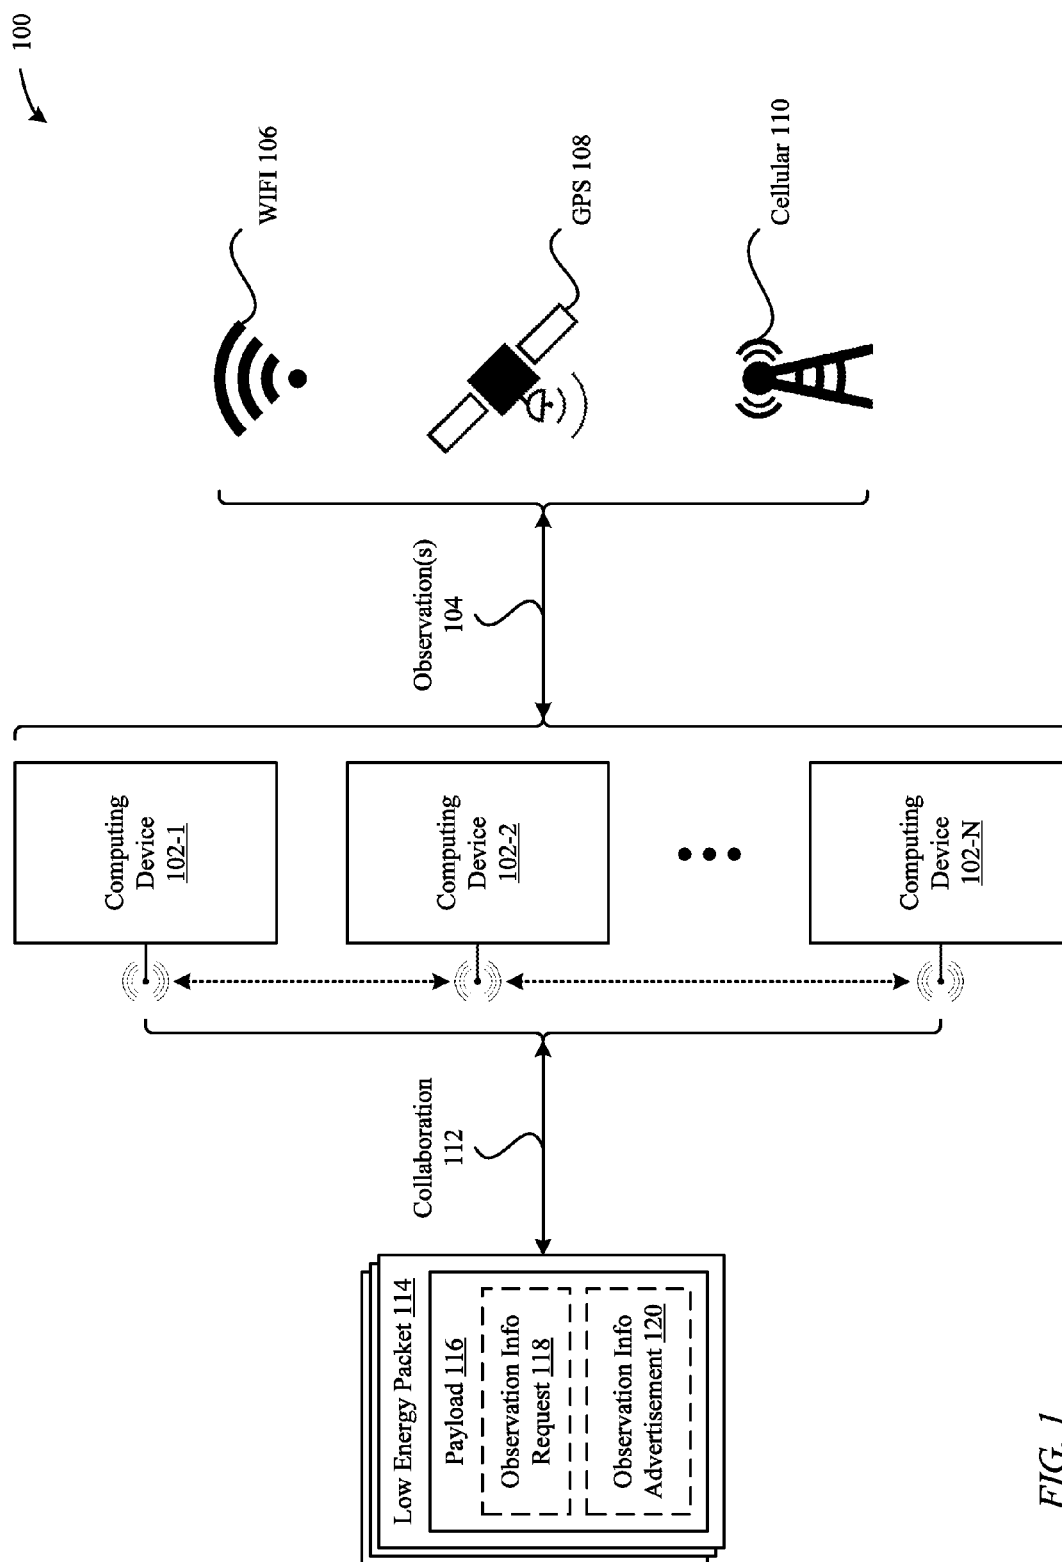 100
WIFI 106
GPS 108
Cellular 110
Observation(s)
104
Computing
Device
102-1
Computing
Device
102-2
Computing
Device
102-N
Collaboration
112
Low Energy Packet 114
Payload 116
Observation Info
Request 118
Observation Info
Advertisement 120
FIG. 1